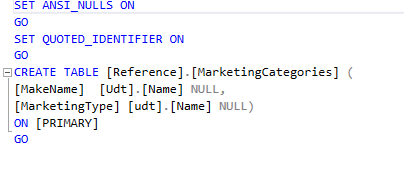 SET ANSI_NULLS ON
GO
SET QUOTED_IDENTIFIER ON
GO
CREATE TABLE [Reference].[MarketingCategories] (
[MakeName]  [Udt].[Name] NULL,
[MarketingType] [udt].[Name] NULL)
ON [PRIMARY]
GO